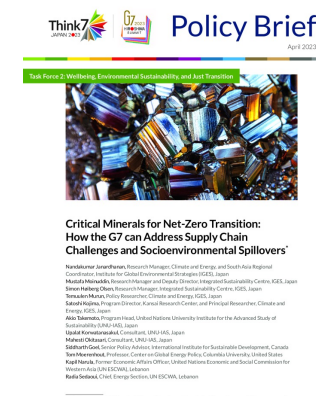 Think7
JAPAN 2023
G7
2023
HIROSHIMA
SUMMIT
Policy Brief
April 2023
Task Force 2: Wellbeing, Environmental Sustainability, and Just Transition
Critical Minerals for Net-Zero Transition:
How the G7 can Address Supply Chain
Challenges and Socioenvironmental Spillovers*
Nandakumar Janardhanan, Research Manager, Climate and Energy, and South Asia Regional
Coordinator, Institute for Global Environmental Strategies (IGES), Japan
Mustafa Moinuddin, Research Manager and Deputy Director, Integrated Sustainability Centre, IGES, Japan
Simon Høiberg Olsen, Research Manager, Integrated Sustainability Centre, IGES, Japan
Temuulen Murun, Policy Researcher, Climate and Energy, IGES, Japan
Satoshi Kojima, Program Director, Kansai Research Center, and Principal Researcher, Climate and
Energy, IGES, Japan
Akio Takemoto, Program Head, United Nations University Institute for the Advanced Study of
Sustainability (UNU-IAS), Japan
Upalat Korwatanasakul, Consultant, UNU-IAS, Japan
Maheshi Okitasari, Consultant, UNU-IAS, Japan
Siddharth Goel, Senior Policy Advisor, International Institute for Sustainable Development, Canada
Tom Moerenhout, Professor, Center on Global Energy Policy, Columbia University, United States
Kapil Narula, Former Economic Affairs Officer, United Nations Economic and Social Commission for
Western Asia (UN ESCWA), Lebanon
Radia Sedaoui, Chief, Energy Section, UN ESCWA, Lebanon